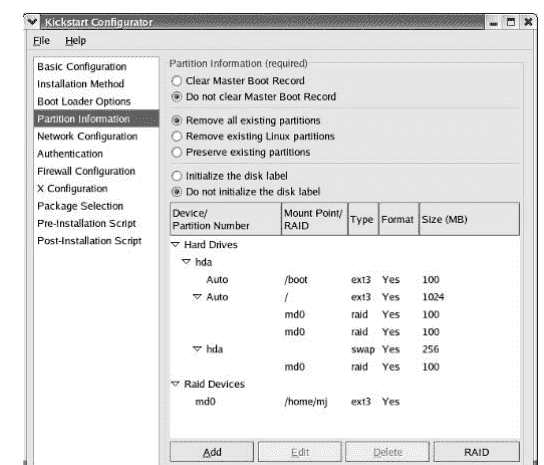 Kickstart Configurator
File Help
Basic Configuration
Installation Method
Boot Loader Options
Partition Information
Network Configuration
Authentication
Firewall Configuration
X Configuration
Package Selection
Pre-Installation Script
Post-Installation Script
Partition Information (required)
Clear Master Boot Record
Do not clear Master Boot Record
Remove all existing partitions
Remove existing Linux partitions
Preserve existing partitions
Initialize the disk label
Do not initialize the disk label
Device/ Partition Number Mount Point/ RAID Type Format Size (MB)
Hard Drives
hda
Auto /boot ext3 Yes 100
Auto / ext3 Yes 1024
md0 raid Yes 100
md0 raid Yes 100
hda swap Yes 256
md0 raid Yes 100
Raid Devices
md0 /home/mj ext3 Yes
Add Edit Delete RAID